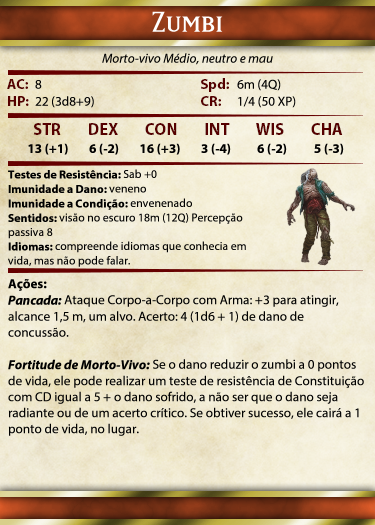 Zumbi
Morto-vivo Médio, neutro e mau
AC: 8 Spd: 6m (4Q)
HP: 22 (3d8+9) CR: 1/4 (50 XP)
STR DEX CON INT WIS CHA
13 (+1) 6 (-2) 16 (+3) 3 (-4) 6 (-2) 5 (-3)
Testes de Resistência: Sab +0
Imunidade a Dano: veneno
Imunidade a Condição: envenenado
Sentidos: visão no escuro 18m (12Q) Percepção
passiva 8
Idiomas: compreende idiomas que conhecia em
vida, mas não pode falar.
Ações:
Pancada: Ataque Corpo-a-Corpo com Arma: +3 para atingir,
alcance 1,5 m, um alvo. Acerto: 4 (1d6 + 1) de dano de
concussão.
Fortitude de Morto-Vivo: Se o dano reduzir o zumbi a 0 pontos
de vida, ele pode realizar um teste de resistência de Constituição
com CD igual a 5 + o dano sofrido, a não ser que o dano seja
radiante ou de um acerto crítico. Se obtiver sucesso, ele cairá a 1
ponto de vida, no lugar.